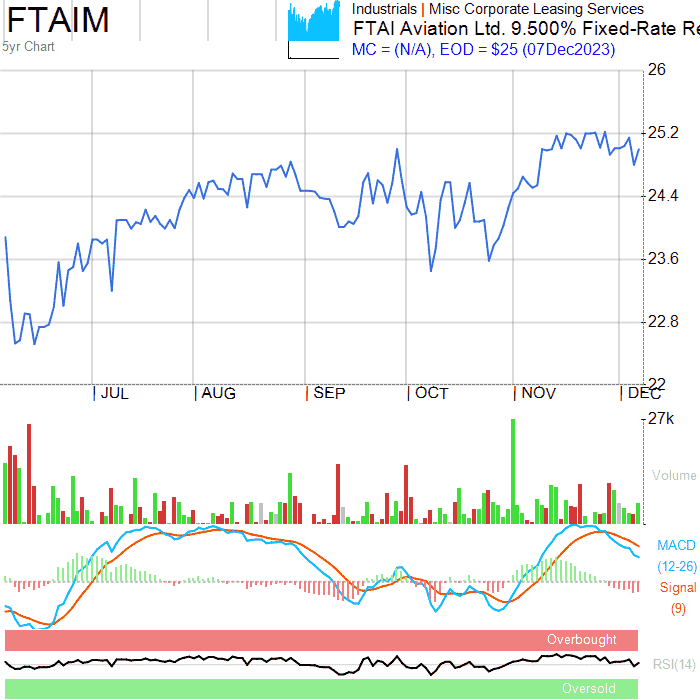 FTAIM
5yr Chart
Industrials | Misc Corporate Leasing Services
FTAI Aviation Ltd. 9.500% Fixed-Rate Re
MC = (N/A), EOD = $25 (07Dec2023)
26
25.2
24.4
23.6
22.8
22
JUL AUG SEP OCT NOV DEC
27k
Volume
MACD
(12-26)
Signal
(9)
Overbought
RSI(14)
Oversold